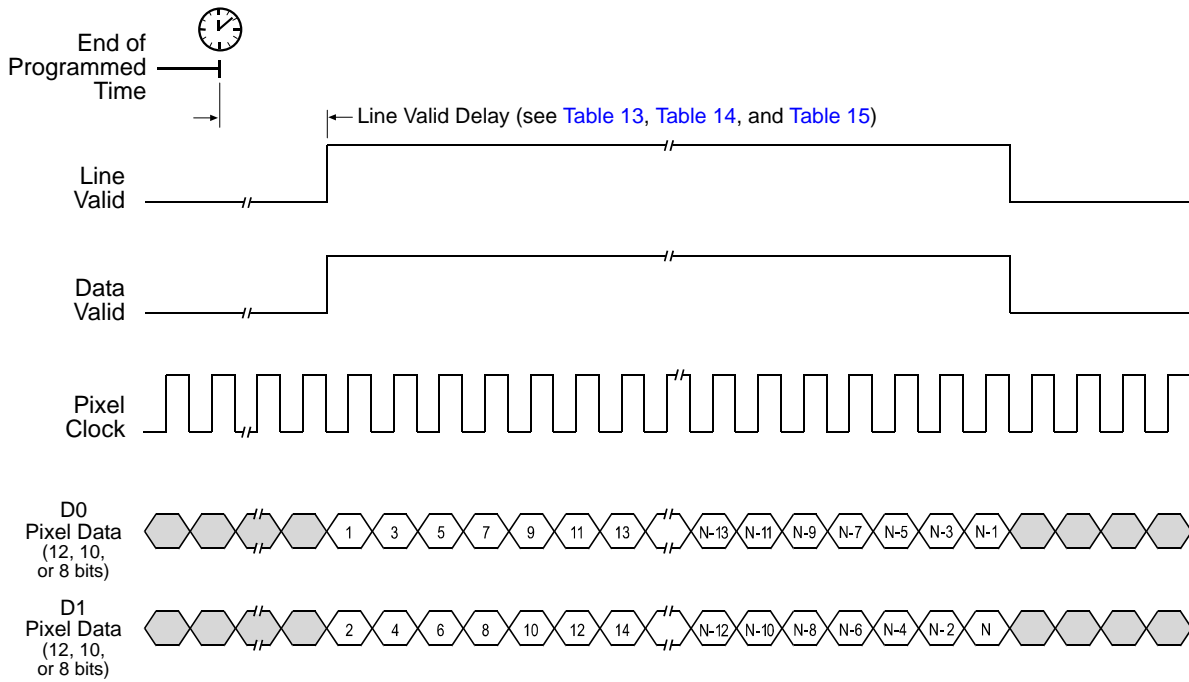 End of
Programmed
Time
Line Valid Delay (see Table 13, Table 14, and Table 15)
Line
Valid
Data
Valid
Pixel
Clock
D0
Pixel Data
(12, 10,
or 8 bits)
1 3 5 7 9 11 13 N-13 N-11 N-9 N-7 N-5 N-3 N-1
D1
Pixel Data
(12, 10,
or 8 bits)
2 4 6 8 10 12 14 N-12 N-10 N-8 N-6 N-4 N-2 N